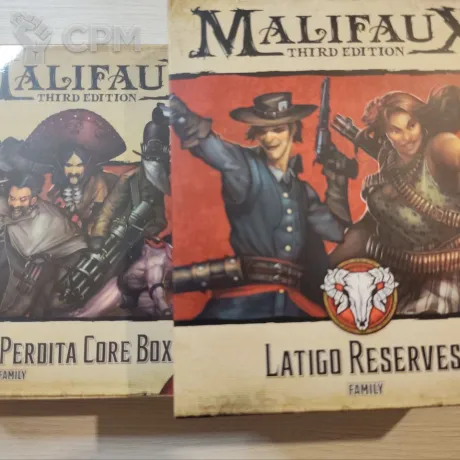 CPM
MALIFAUX
THIRD EDITION
PERDITA CORE BOX
FAMILY
MALIFAUX
THIRD EDITION
LATIGO RESERVES
FAMILY